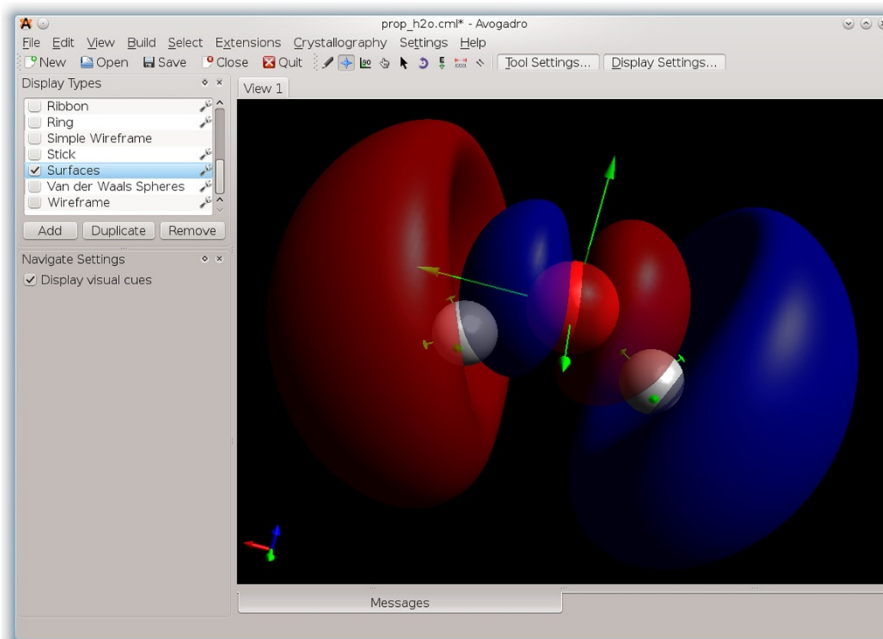 prop_h2o.cml* - Avogadro
File Edit View Build Select Extensions Crystallography Settings Help
New Open Save Close Quit Tool Settings... Display Settings...
Display Types
View 1
Ribbon
Ring
Simple Wireframe
Stick
Surfaces
Van der Waals Spheres
Wireframe
Add Duplicate Remove
Navigate Settings
Display visual cues
Messages